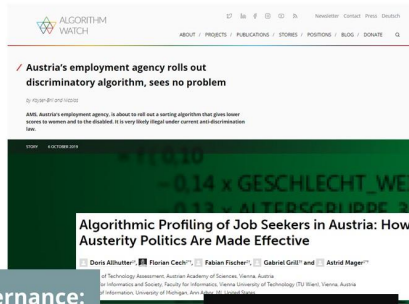 ALGORITHM
WATCH
Newsletter Contact Press Deutsch
ABOUT / PROJECTS / PUBLICATIONS / STORIES / POSITIONS / BLOG / DONATE
/ Austria's employment agency rolls out
discriminatory algorithm, sees no problem
AMS, Austria's employment agency, is about to roll out a sorting algorithm that gives lower
scores to women and to the disabled. It is very likely illegal under current anti-discrimination
law.
STORY 6 OCTOBER 2019
= f ( 0,10
- 0,14 x GESCHLECHT_WE
x ALTERSGRUPPE
Algorithmic Profiling of Job Seekers in Austria: How
Austerity Politics Are Made Effective
Doris Allhutter Florian Cech Fabian Fischer Gabriel Grill and Astrid Mager
of Technology Assessment, Austrian Academy of Sciences, Vienna, Austria
or Informatics and Society, Faculty for Informatics, Vienna University of Technology (TU Wien), Vienna, Austria
of Information, University of Michigan, Ann Arbor, MI, United States
ernance: